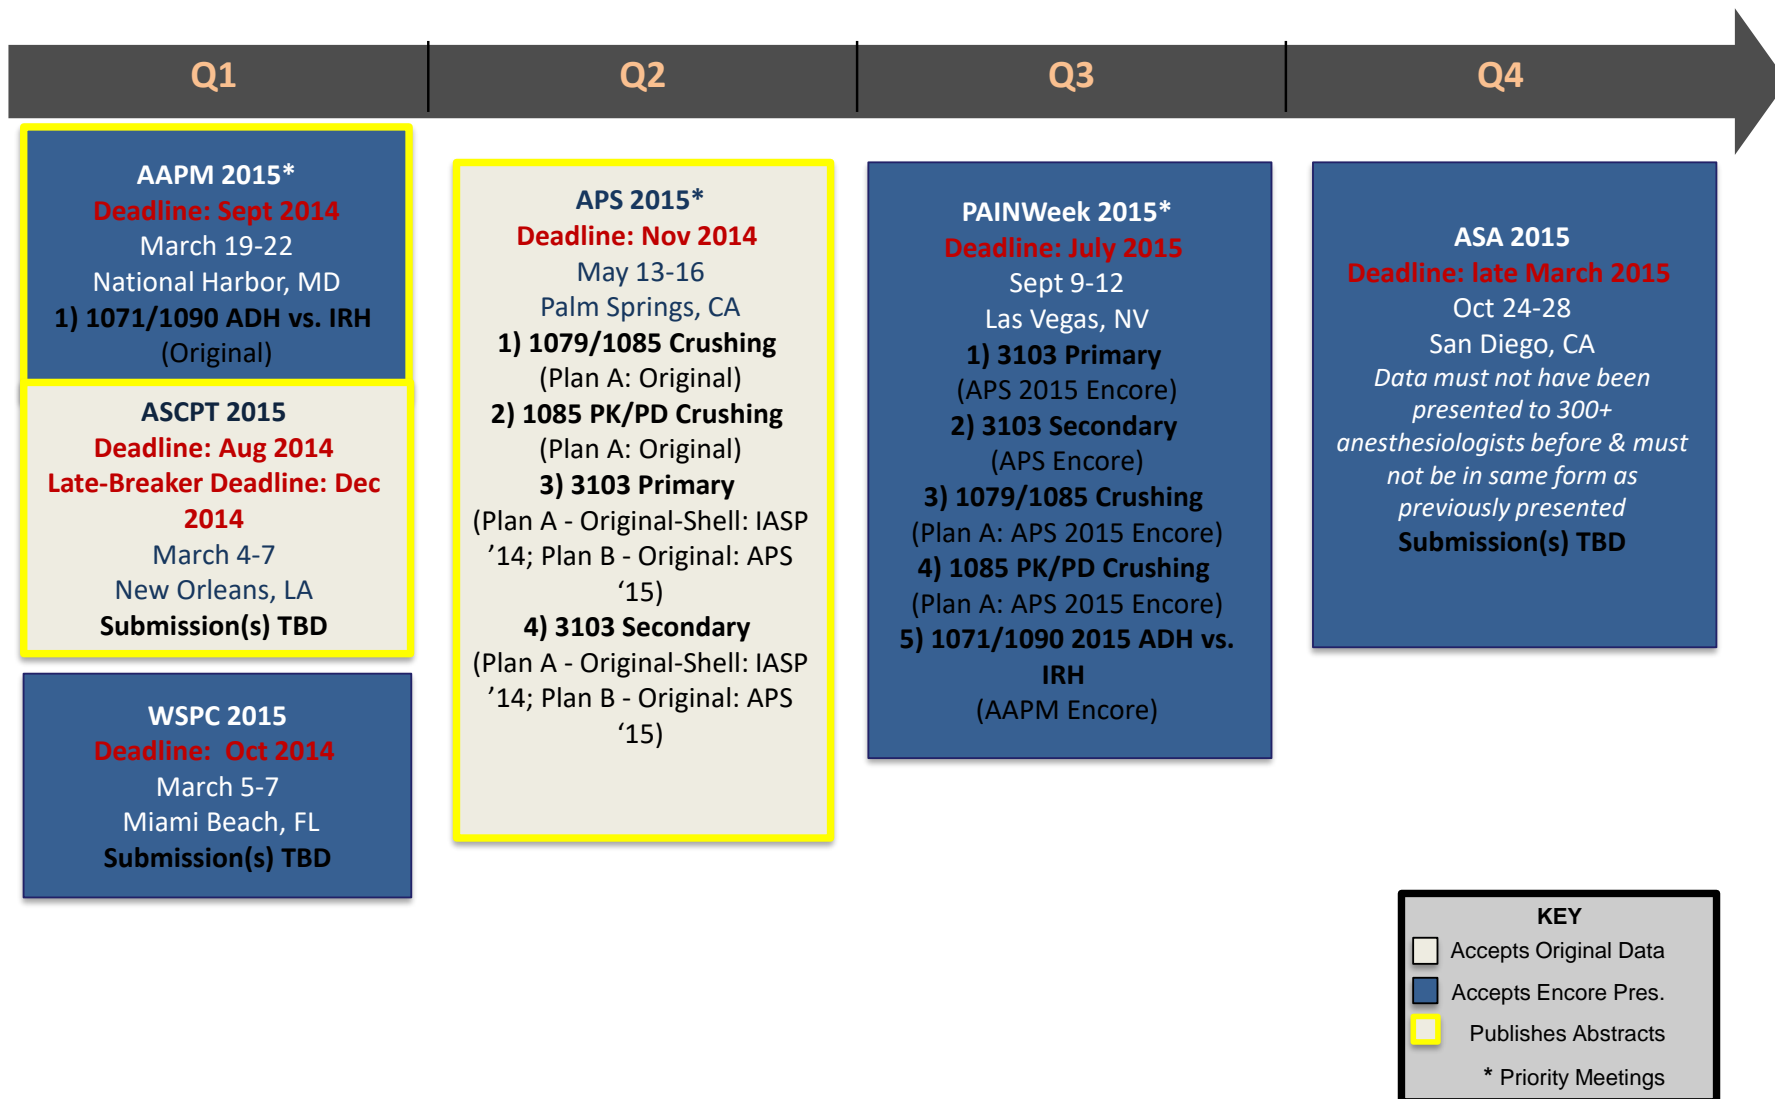 Q1
Q2
Q3
Q4
AAPM 2015*
Deadline: Sept 2014
March 19-22
National Harbor, MD
1) 1071/1090 ADH vs. IRH
(Original)
ASCPT 2015
Deadline: Aug 2014
Late-Breaker Deadline: Dec
2014
March 4-7
New Orleans, LA
Submission(s) TBD
WSPC 2015
Deadline:  Oct 2014
March 5-7
Miami Beach, FL
Submission(s) TBD
APS 2015*
Deadline: Nov 2014
May 13-16
Palm Springs, CA
1) 1079/1085 Crushing
(Plan A: Original)
2) 1085 PK/PD Crushing
(Plan A: Original)
3) 3103 Primary
(Plan A - Original-Shell: IASP
’14; Plan B - Original: APS
‘15)
4) 3103 Secondary
(Plan A - Original-Shell: IASP
’14; Plan B - Original: APS
‘15)
PAINWeek 2015*
Deadline: July 2015
Sept 9-12
Las Vegas, NV
1) 3103 Primary
(APS 2015 Encore)
2) 3103 Secondary
(APS Encore)
3) 1079/1085 Crushing
(Plan A: APS 2015 Encore)
4) 1085 PK/PD Crushing
(Plan A: APS 2015 Encore)
5) 1071/1090 2015 ADH vs.
IRH
(AAPM Encore)
ASA 2015
Deadline: late March 2015
Oct 24-28
San Diego, CA
Data must not have been
presented to 300+
anesthesiologists before & must
not be in same form as
previously presented
Submission(s) TBD
KEY
Accepts Original Data
Accepts Encore Pres.
Publishes Abstracts
* Priority Meetings